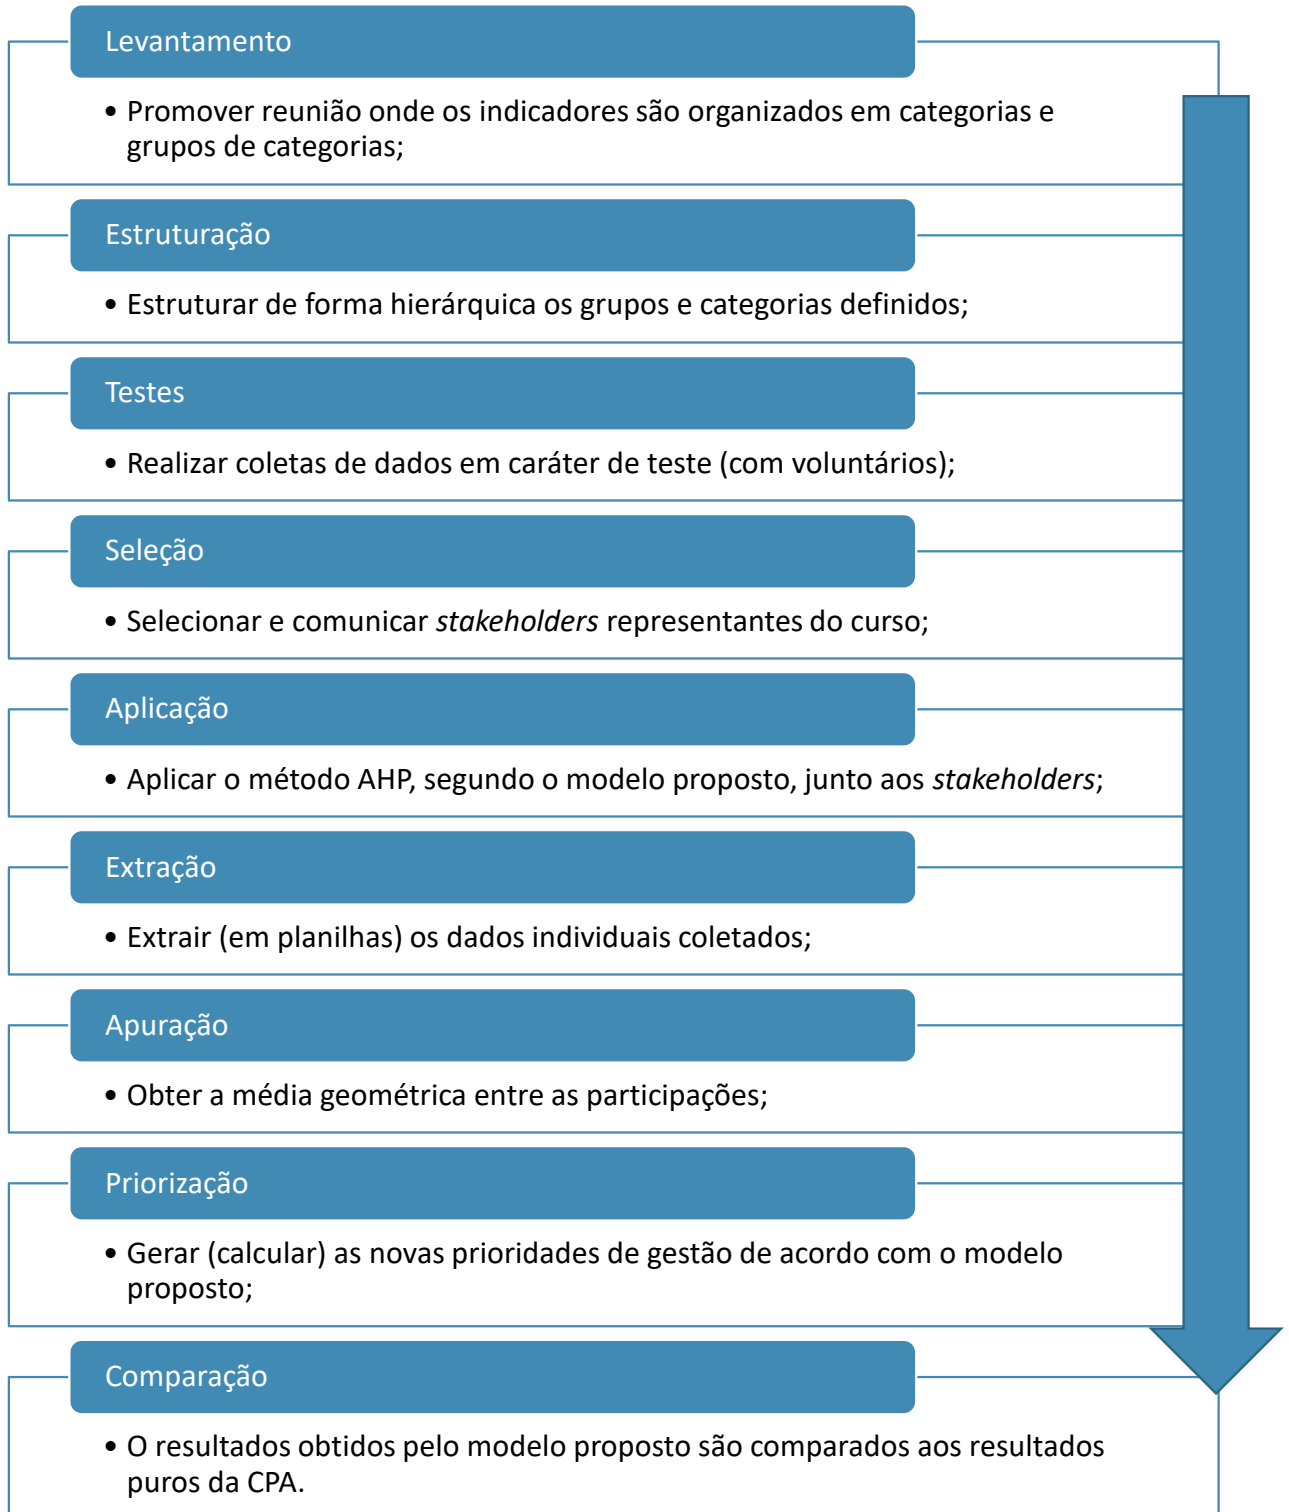 Levantamento
• Promover reunião onde os indicadores são organizados em categorias e
grupos de categorias;
Estruturação
• Estruturar de forma hierárquica os grupos e categorias definidos;
Testes
• Realizar coletas de dados em caráter de teste (com voluntários);
Seleção
• Selecionar e comunicar stakeholders representantes do curso;
Aplicação
• Aplicar o método AHP, segundo o modelo proposto, junto aos stakeholders;
Extração
• Extrair (em planilhas) os dados individuais coletados;
Apuração
• Obter a média geométrica entre as participações;
Priorização
• Gerar (calcular) as novas prioridades de gestão de acordo com o modelo
proposto;
Comparação
• O resultados obtidos pelo modelo proposto são comparados aos resultados
puros da CPA.